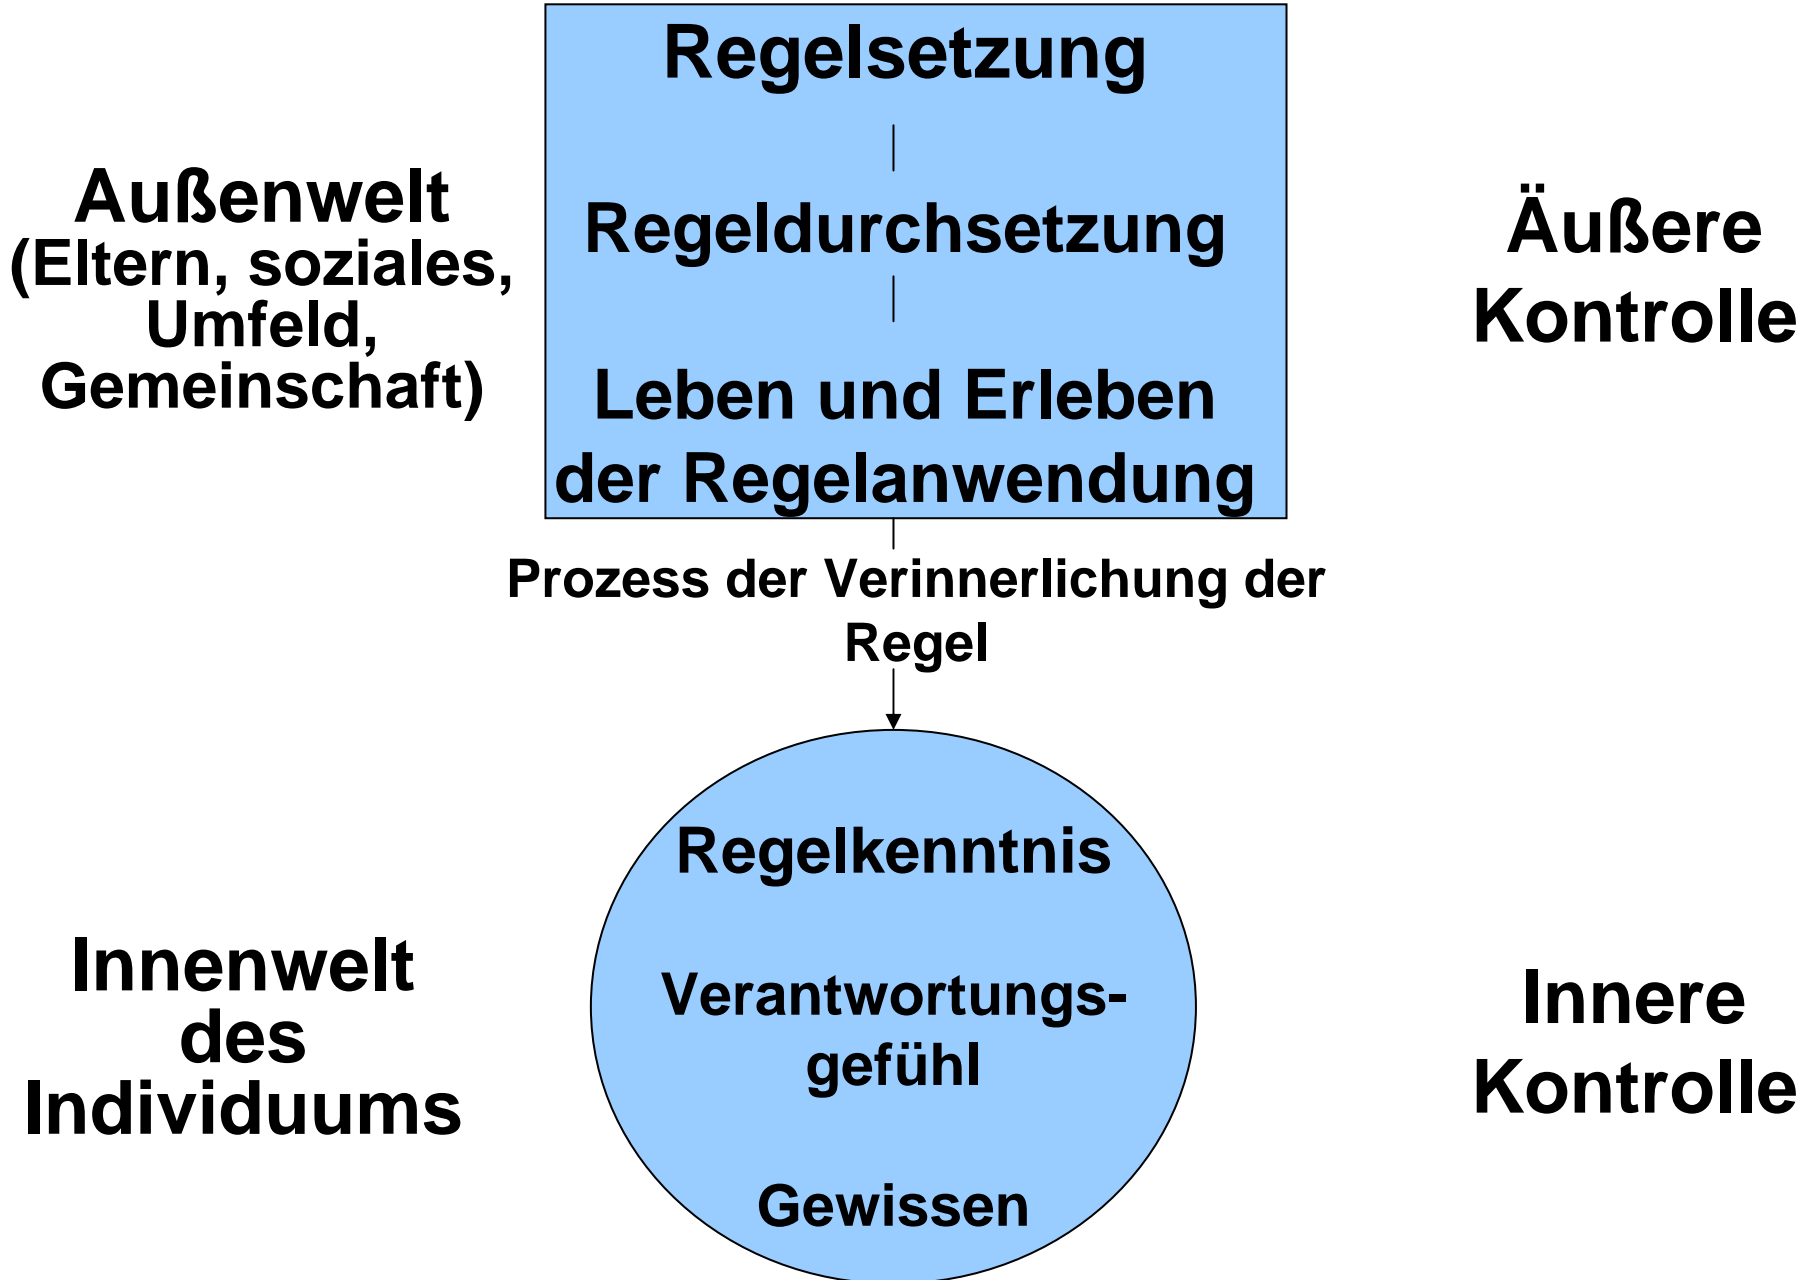 Regelsetzung
Außenwelt
(Eltern, soziales,
Umfeld,
Gemeinschaft)
Regeldurchsetzung
Leben und Erleben
der Regelanwendung
Äußere
Kontrolle
Prozess der Verinnerlichung der
Regel
Innenwelt
des
Individuums
Regelkenntnis
Verantwortungs-
gefühl
Gewissen
Innere
Kontrolle